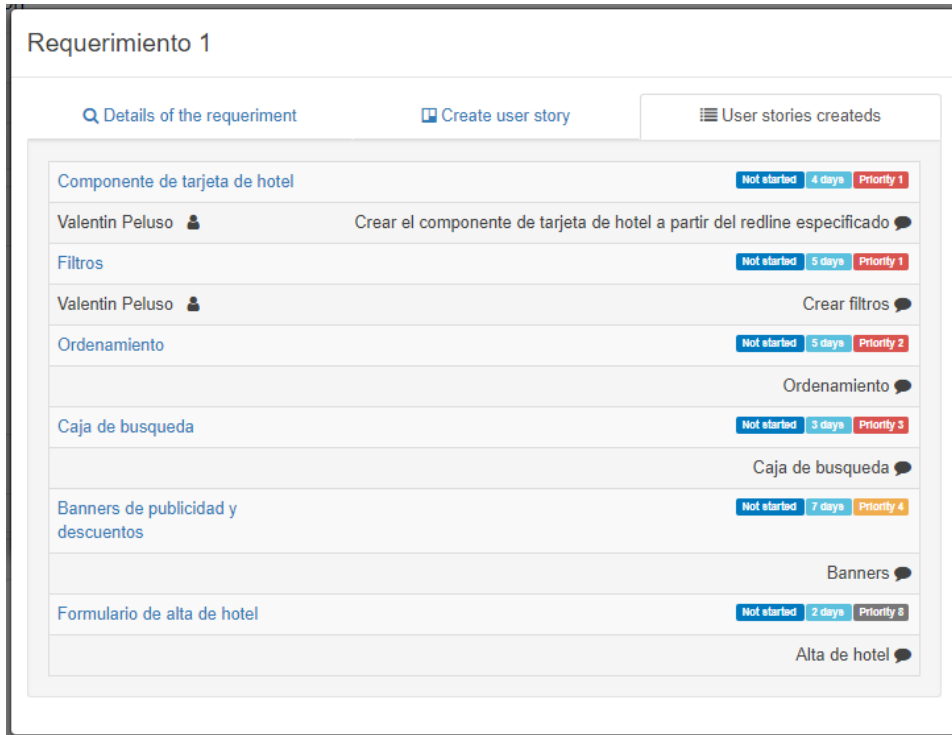 Requerimiento 1
Details of the requeriment Create user story User stories createds
Componente de tarjeta de hotel Not started 4 days Priority 1
Valentin Peluso Crear el componente de tarjeta de hotel a partir del redline especificado
Filtros Not started 5 days Priority 1
Valentin Peluso Crear filtros
Ordenamiento Not started 5 days Priority 2
Ordenamiento
Caja de busqueda Not started 3 days Priority 3
Caja de busqueda
Banners de publicidad y Not started 7 days Priority 4
descuentos
Banners
Formulario de alta de hotel Not started 2 days Priority 8
Alta de hotel